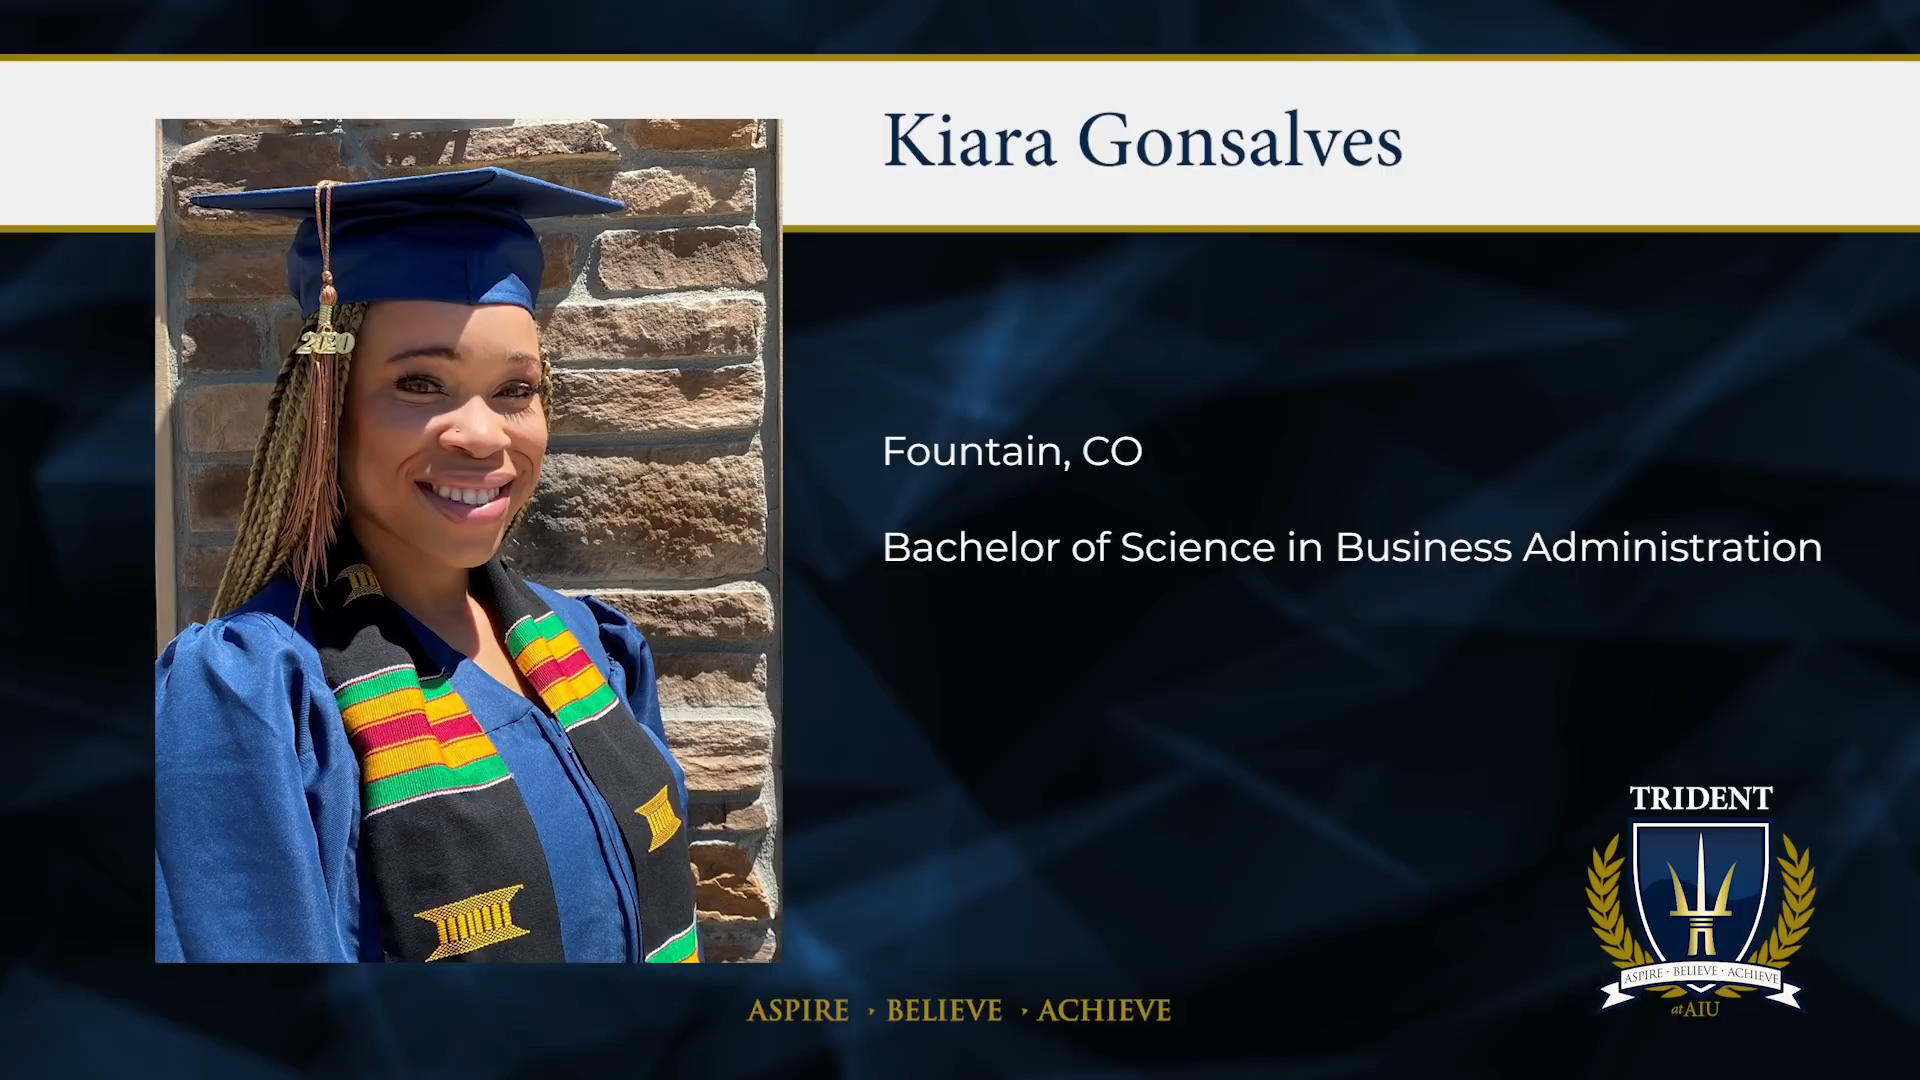 Kiara Gonsalves
2020
Fountain, CO
Bachelor of Science in Business Administration
TRIDENT
ASPIRE · BELIEVE · ACHIEVE
at AIU
ASPIRE · BELIEVE · ACHIEVE